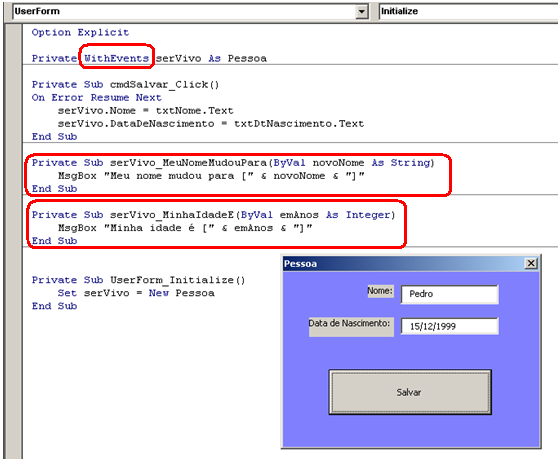 UserForm Initialize
Option Explicit
Private WithEvents serVivo As Pessoa
Private Sub cmdSalvar_Click()
On Error Resume Next
serVivo.Nome = txtNome.Text
serVivo.DataDeNascimento = txtDtNascimento.Text
End Sub
Private Sub serVivo_MeuNomeMudouPara(ByVal novoNome As String)
MsgBox "Meu nome mudou para [" & novoNome & "]"
End Sub
Private Sub serVivo_MinhaIdadeE(ByVal emAnos As Integer)
MsgBox "Minha idade é [" & emAnos & "]"
End Sub
Private Sub UserForm_Initialize()
Set serVivo = New Pessoa
End Sub
Pessoa
Nome: Pedro
Data de Nascimento: 15/12/1999
Salvar